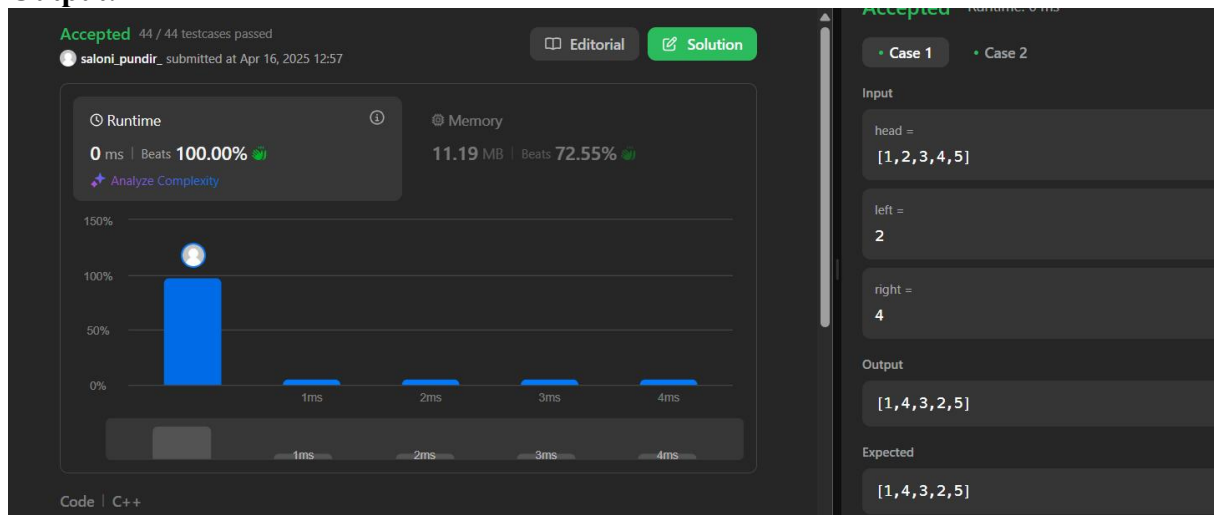 Output:
Accepted 44 / 44 testcases passed
saloni_pundir_ submitted at Apr 16, 2025 12:57
Editorial
Solution
Runtime
0 ms | Beats 100.00%
Analyze Complexity
Memory
11.19 MB | Beats 72.55%
150%
100%
50%
0%
1ms 2ms 3ms 4ms
1ms 2ms 3ms 4ms
Code | C++
Accepted Runtime: 0 ms
• Case 1 • Case 2
Input
head =
[1,2,3,4,5]
left =
2
right =
4
Output
[1,4,3,2,5]
Expected
[1,4,3,2,5]